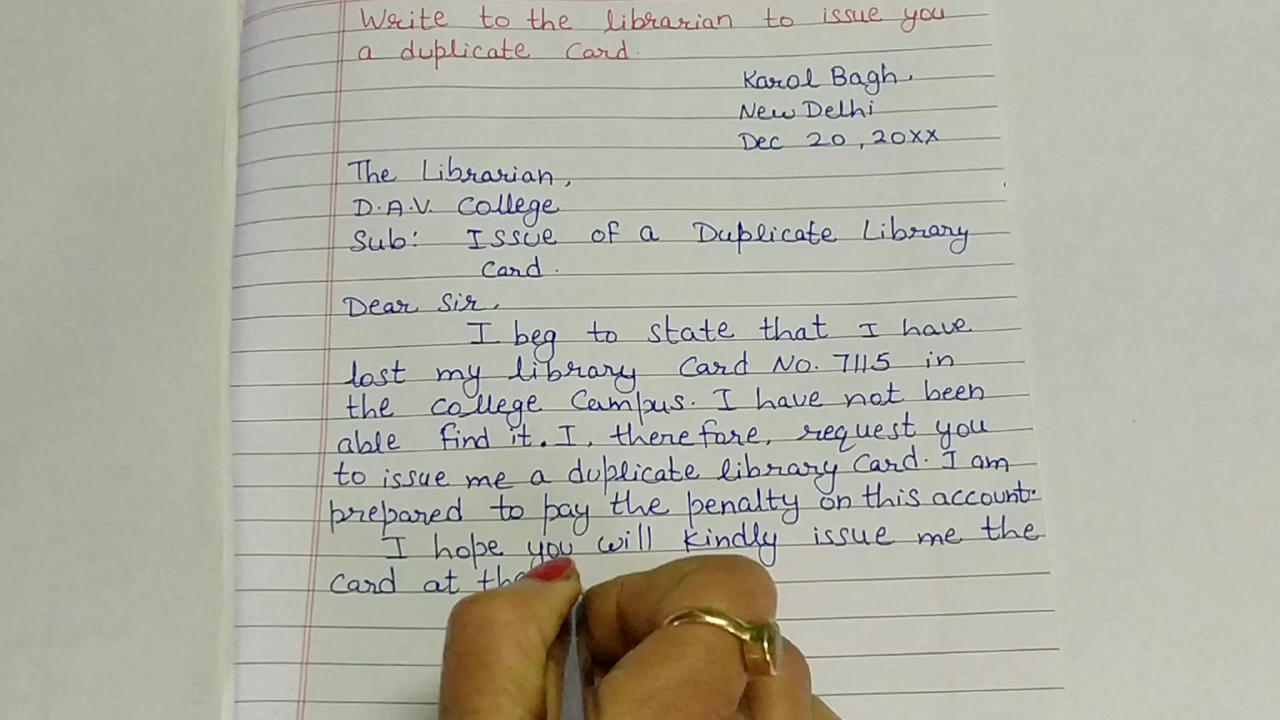 Write to the librarian to issue you
a duplicate Card.
Karol Bagh,
New Delhi
Dec 20, 20xx
The Librarian,
D.A.V. College
Sub: Issue of a Duplicate Library
Card.
Dear Sir,
I beg to state that I have
lost my library Card No. 7115 in
the college Campus. I have not been
able find it. I, therefore, request you
to issue me a duplicate library Card. I am
prepared to pay the penalty on this account.
I hope you will kindly issue me the
card at